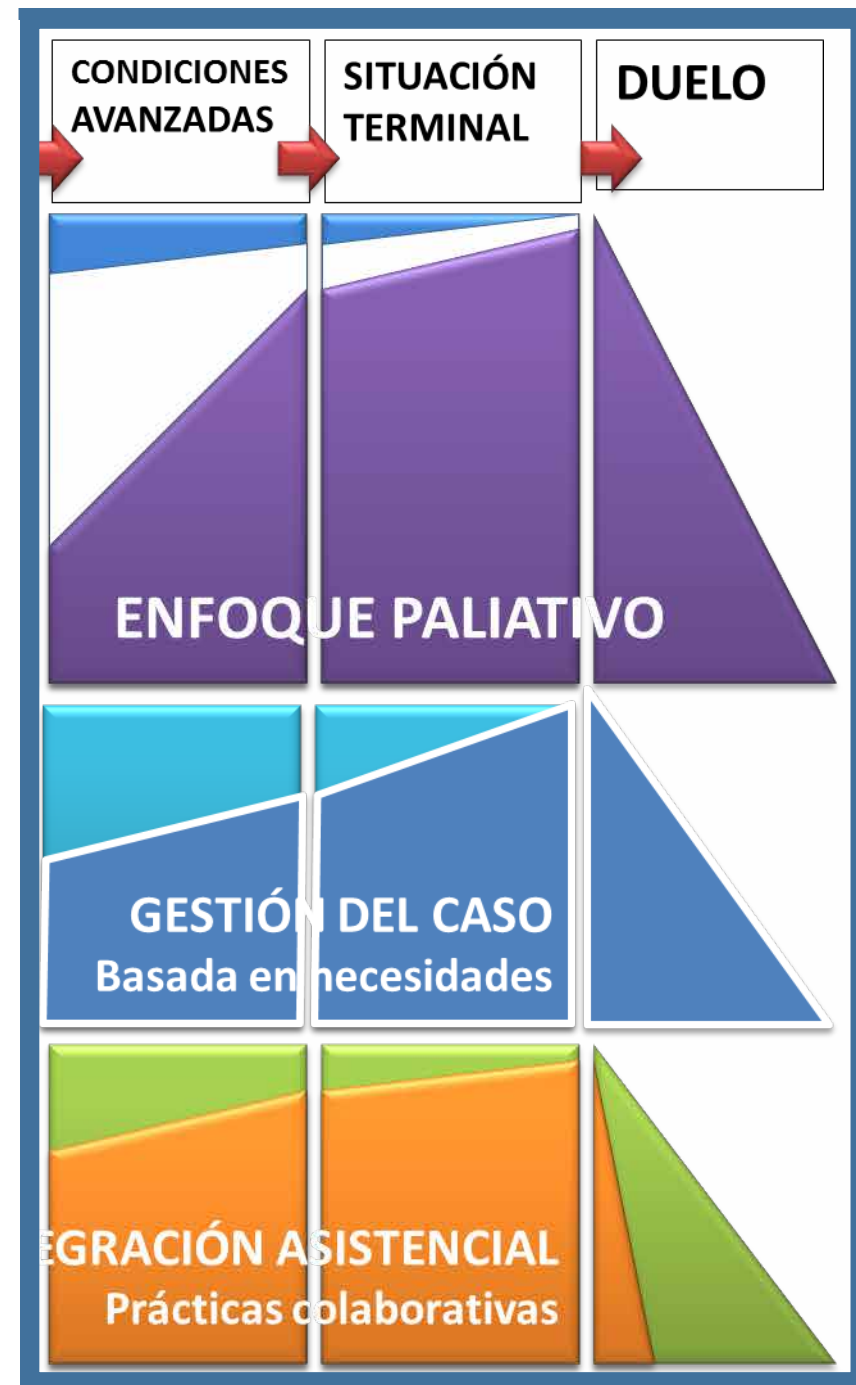 CONDICIONES
AVANZADAS
SITUACIÓN
TERMINAL
DUELO
ENFOQUE PALIATIVO
GESTIÓN DEL CASO
Basada en necesidades
EGRACIÓN ASISTENCIAL
Prácticas colaborativas